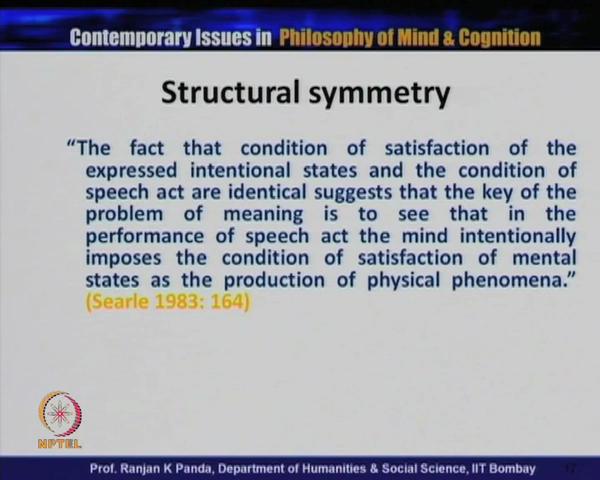 Contemporary Issues in Philosophy of Mind & Cognition
Structural symmetry
“The fact that condition of satisfaction of the
expressed intentional states and the condition of
speech act are identical suggests that the key of the
problem of meaning is to see that in the
performance of speech act the mind intentionally
imposes the condition of satisfaction of mental
states as the production of physical phenomena.”
(Searle 1983: 164)
NPTEL
Prof. Ranjan K Panda, Department of Humanities & Social Science, IIT Bombay